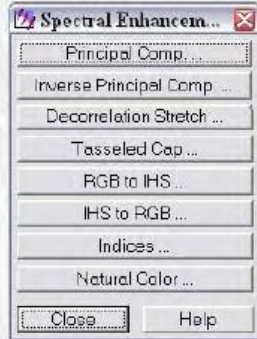 Spectral Enhancem...
Principal Comp. ...
Inverse Principal Comp. ...
Decorrelation Stretch ...
Tasseled Cap ...
RGB to IHS ...
IHS to RGB ...
Indices ...
Natural Color ...
Close Help